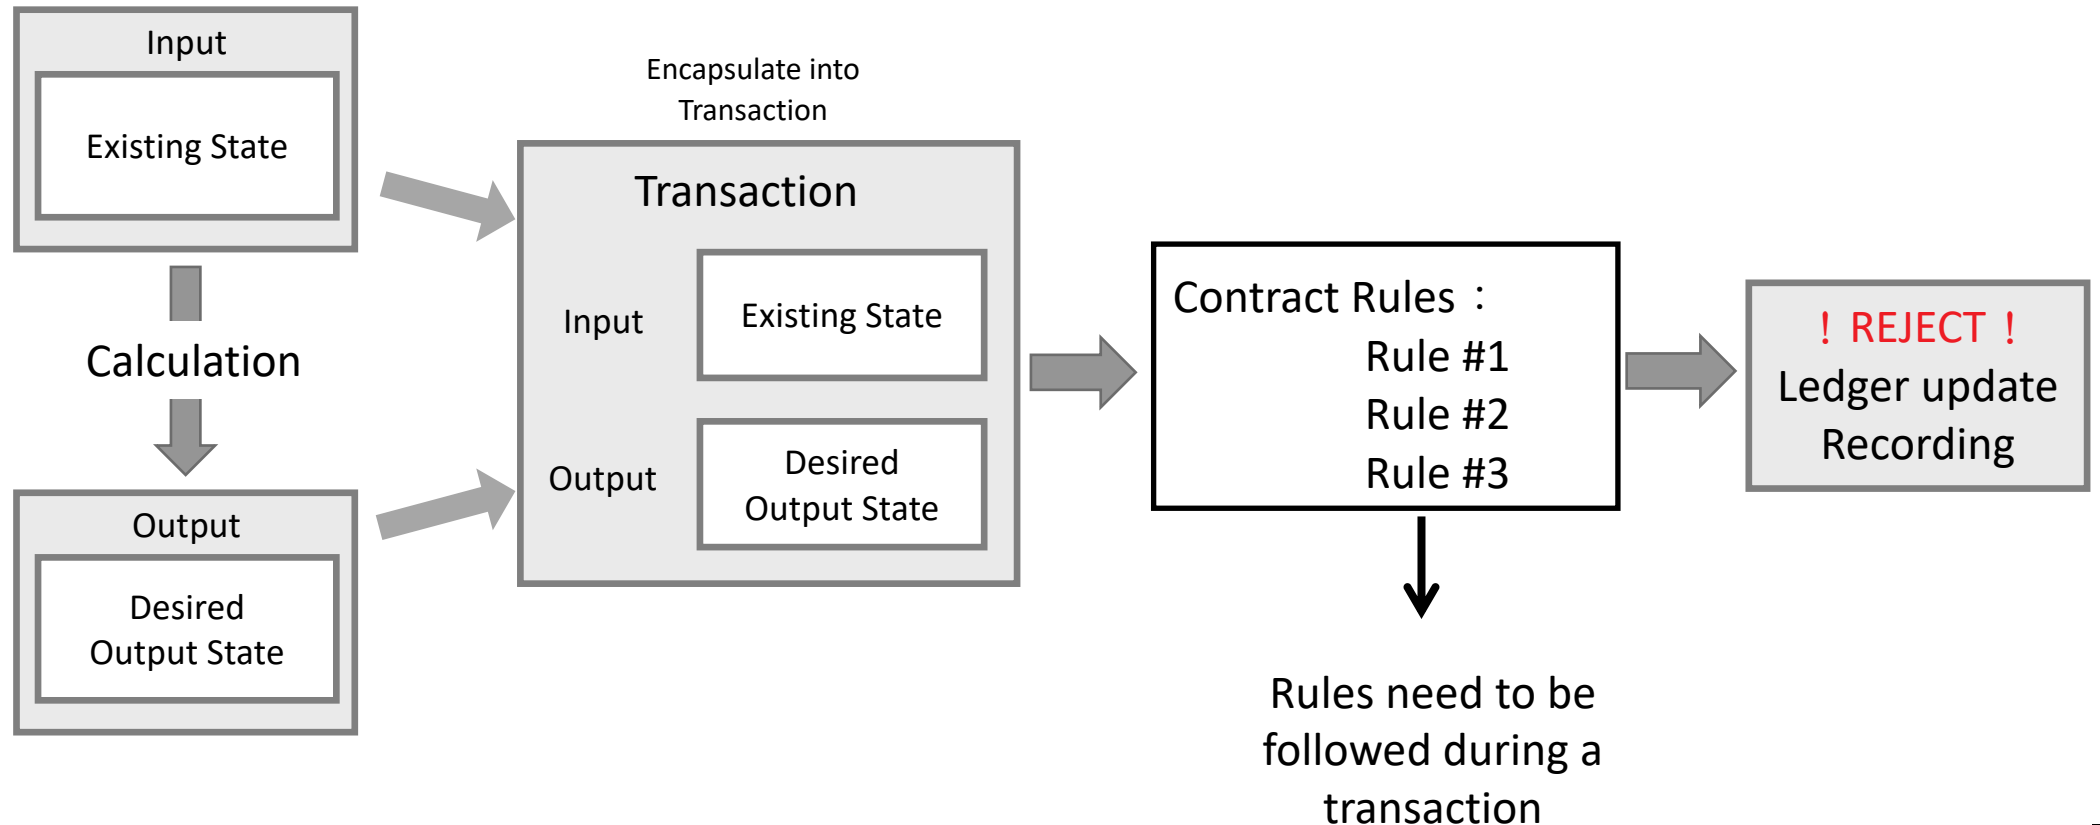 Input
Existing State
Calculation
Output
Desired
Output State
Encapsulate into
Transaction
Transaction
Input
Existing State
Output
Desired
Output State
Contract Rules：
Rule #1
Rule #2
Rule #3
Rules need to be
followed during a
transaction
！REJECT！
Ledger update
Recording